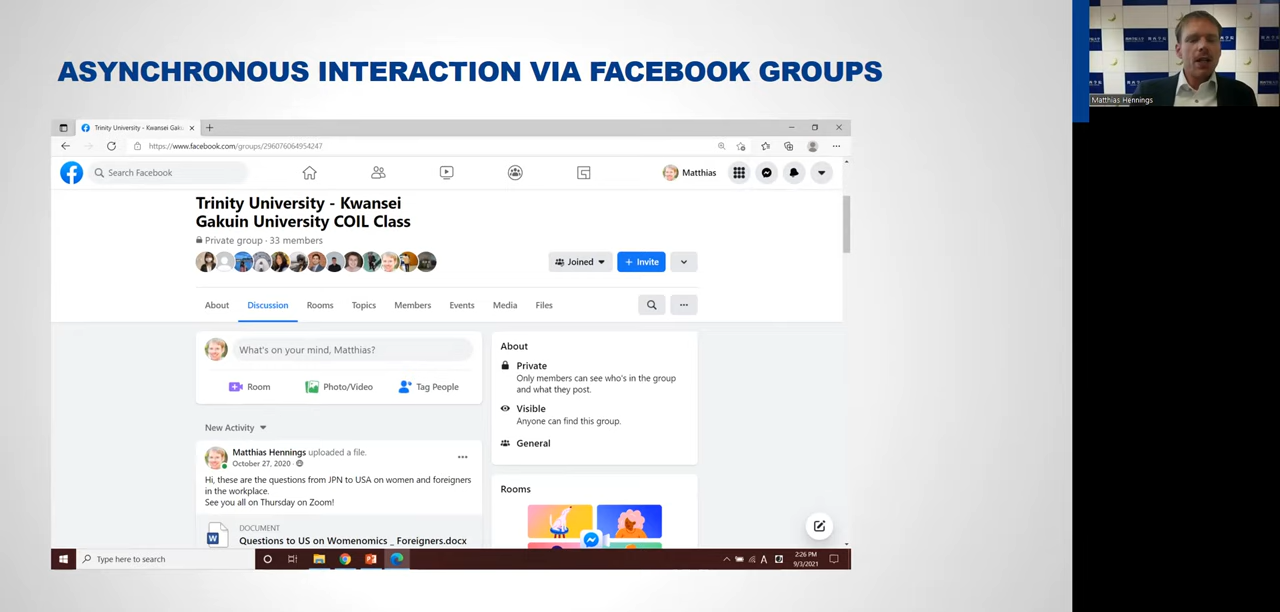 ASYNCHRONOUS INTERACTION VIA FACEBOOK GROUPS
Matthias Hennings
Trinity University - Kwansei Gaku
https://www.facebook.com/groups/296076064954247
Search Facebook
Matthias
Trinity University - Kwansei
Gakuin University COIL Class
Private group · 33 members
Joined
+ Invite
About
Discussion
Rooms
Topics
Members
Events
Media
Files
What's on your mind, Matthias?
Room
Photo/Video
Tag People
New Activity
Matthias Hennings uploaded a file.
October 27, 2020
Hi, these are the questions from JPN to USA on women and foreigners
in the workplace.
See you all on Thursday on Zoom!
DOCUMENT
Questions to US on Womenomics _ Foreigners.docx
About
Private
Only members can see who's in the group
and what they post.
Visible
Anyone can find this group.
General
Rooms
Type here to search
A
2:26 PM
9/3/2021